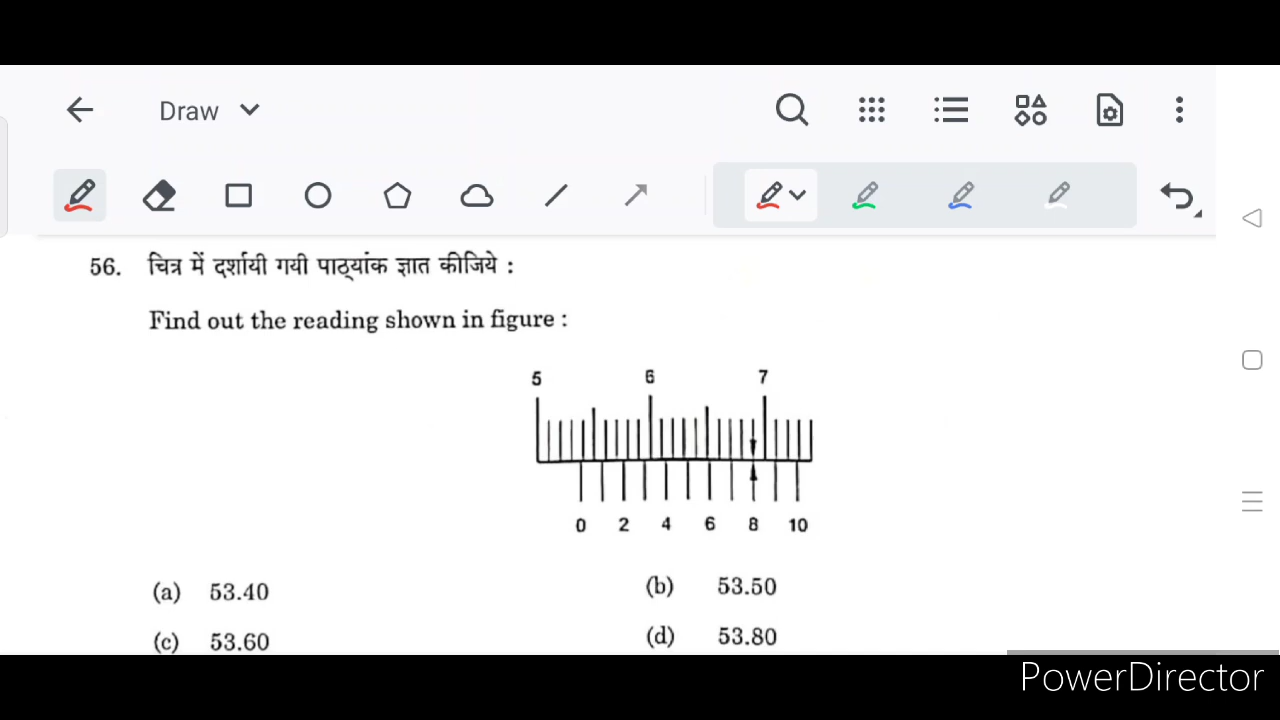 Draw
56. चित्र में दर्शायी गयी पाठ्यांक ज्ञात कीजिये :
Find out the reading shown in figure :
5 6 7
0 2 4 6 8 10
(a) 53.40 (b) 53.50
(c) 53.60 (d) 53.80
PowerDirector